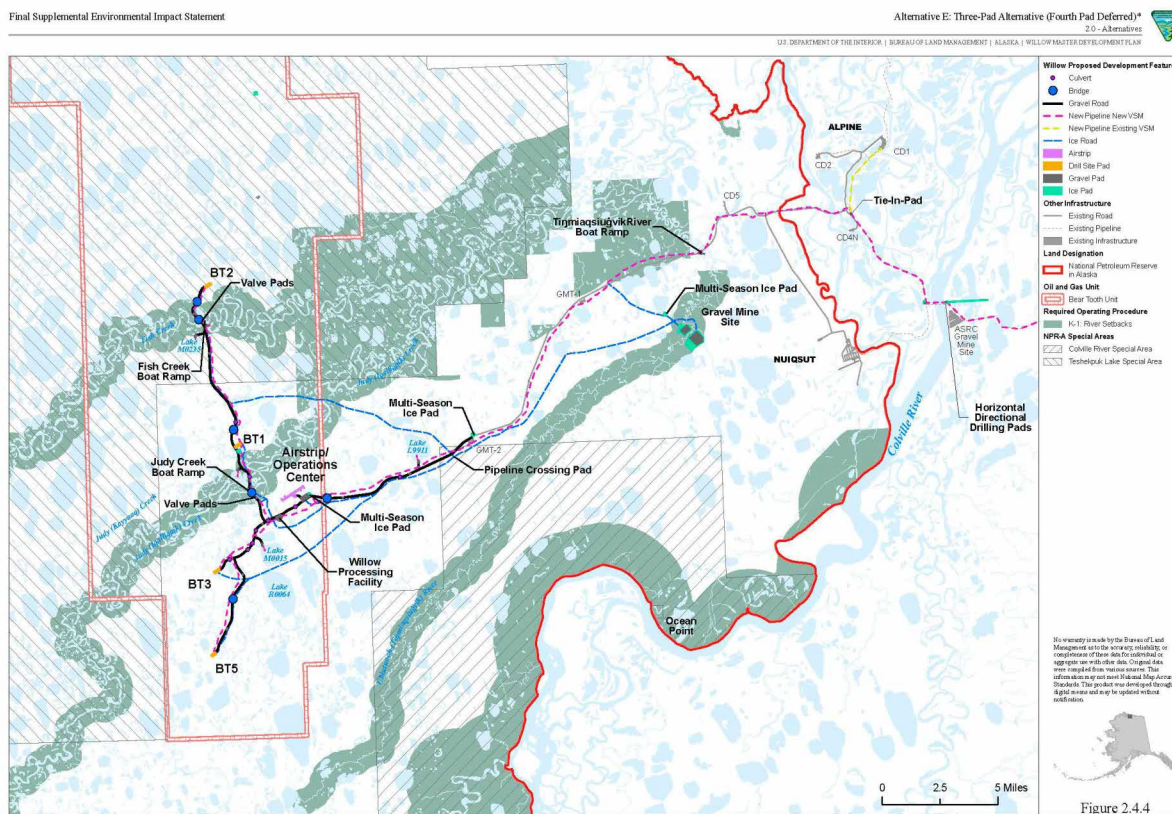 Final Supplemental Environmental Impact Statement
Alternative E: Three-Pad Alternative (Fourth Pad Deferred)*
2.0 - Alternatives
U.S. DEPARTMENT OF THE INTERIOR | BUREAU OF LAND MANAGEMENT | ALASKA | WILLOW MASTER DEVELOPMENT PLAN
Willow Proposed Development Featur
Culvert
Bridge
Gravel Road
New Pipeline New VSM
New Pipeline Existing VSM
Ice Road
Airstrip
Drill Site Pad
Gravel Pad
Ice Pad
Other Infrastructure
Existing Road
Existing Pipeline
Existing Infrastructure
Land Designation
National Petroleum Reserve
in Alaska
Oil and Gas Unit
Bear Tooth Unit
Required Operating Procedure
K-1: River Setbacks
NPR-A Special Areas
Colville River Special Area
Teshekpuk Lake Special Area
ALPINE
CD2
CD1
CD5
Tie-In-Pad
CD4N
Tiŋmiaqsiuġvik River
Boat Ramp
GMT-1
Multi-Season Ice Pad
Gravel Mine
Site
NUIQSUT
ASRC
Gravel
Mine
Site
Horizontal
Directional
Drilling Pads
Colville River
BT2
Valve Pads
Fish Creek
Lake
M0235
Fish Creek
Boat Ramp
Multi-Season
Ice Pad
GMT-2
Lake
L9911
Pipeline Crossing Pad
BT1
Judy Creek
Boat Ramp
Airstrip/
Operations
Center
Valve Pads
Multi-Season
Ice Pad
Judy (Kayyaaq) Creek
Lake
M0015
Willow
Processing
Facility
BT3
Lake
R0064
BT5
Ocean
Point
No warranty is made by the Bureau of Land
Management as to the accuracy, reliability, or
completeness of these data for individual or
aggregate use with other data. Original data
were compiled from various sources. This
information may not meet National Map Accur
Standards. This product was developed through
digital means and may be updated without
notification.
0 2.5 5 Miles
Figure 2.4.4